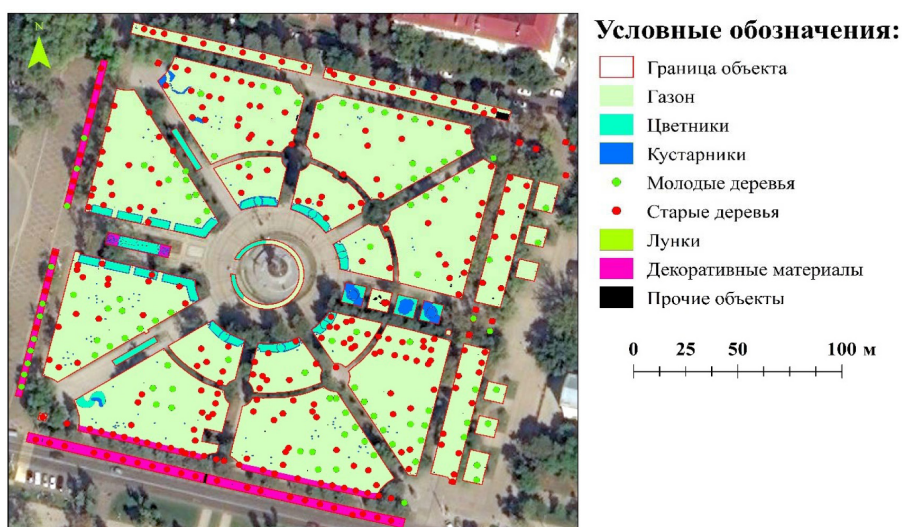 N
Условные обозначения:
Граница объекта
Газон
Цветники
Кустарники
Молодые деревья
Старые деревья
Лунки
Декоративные материалы
Прочие объекты
0 25 50 100 м